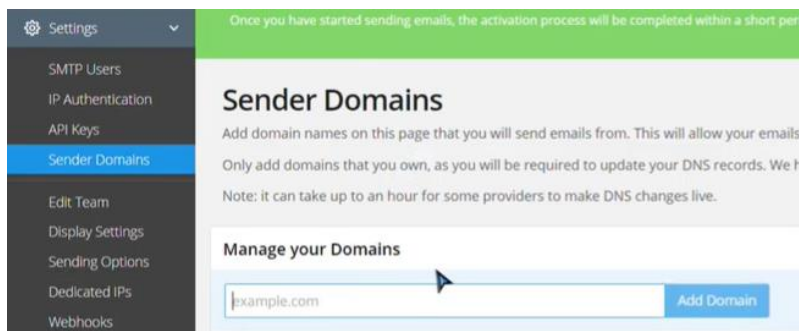 Settings
SMTP Users
IP Authentication
API Keys
Sender Domains
Edit Team
Display Settings
Sending Options
Dedicated IPs
Webhooks
Once you have started sending emails, the activation process will be completed within a short per
Sender Domains
Add domain names on this page that you will send emails from. This will allow your emails
Only add domains that you own, as you will be required to update your DNS records. We h
Note: it can take up to an hour for some providers to make DNS changes live.
Manage your Domains
example.com
Add Domain